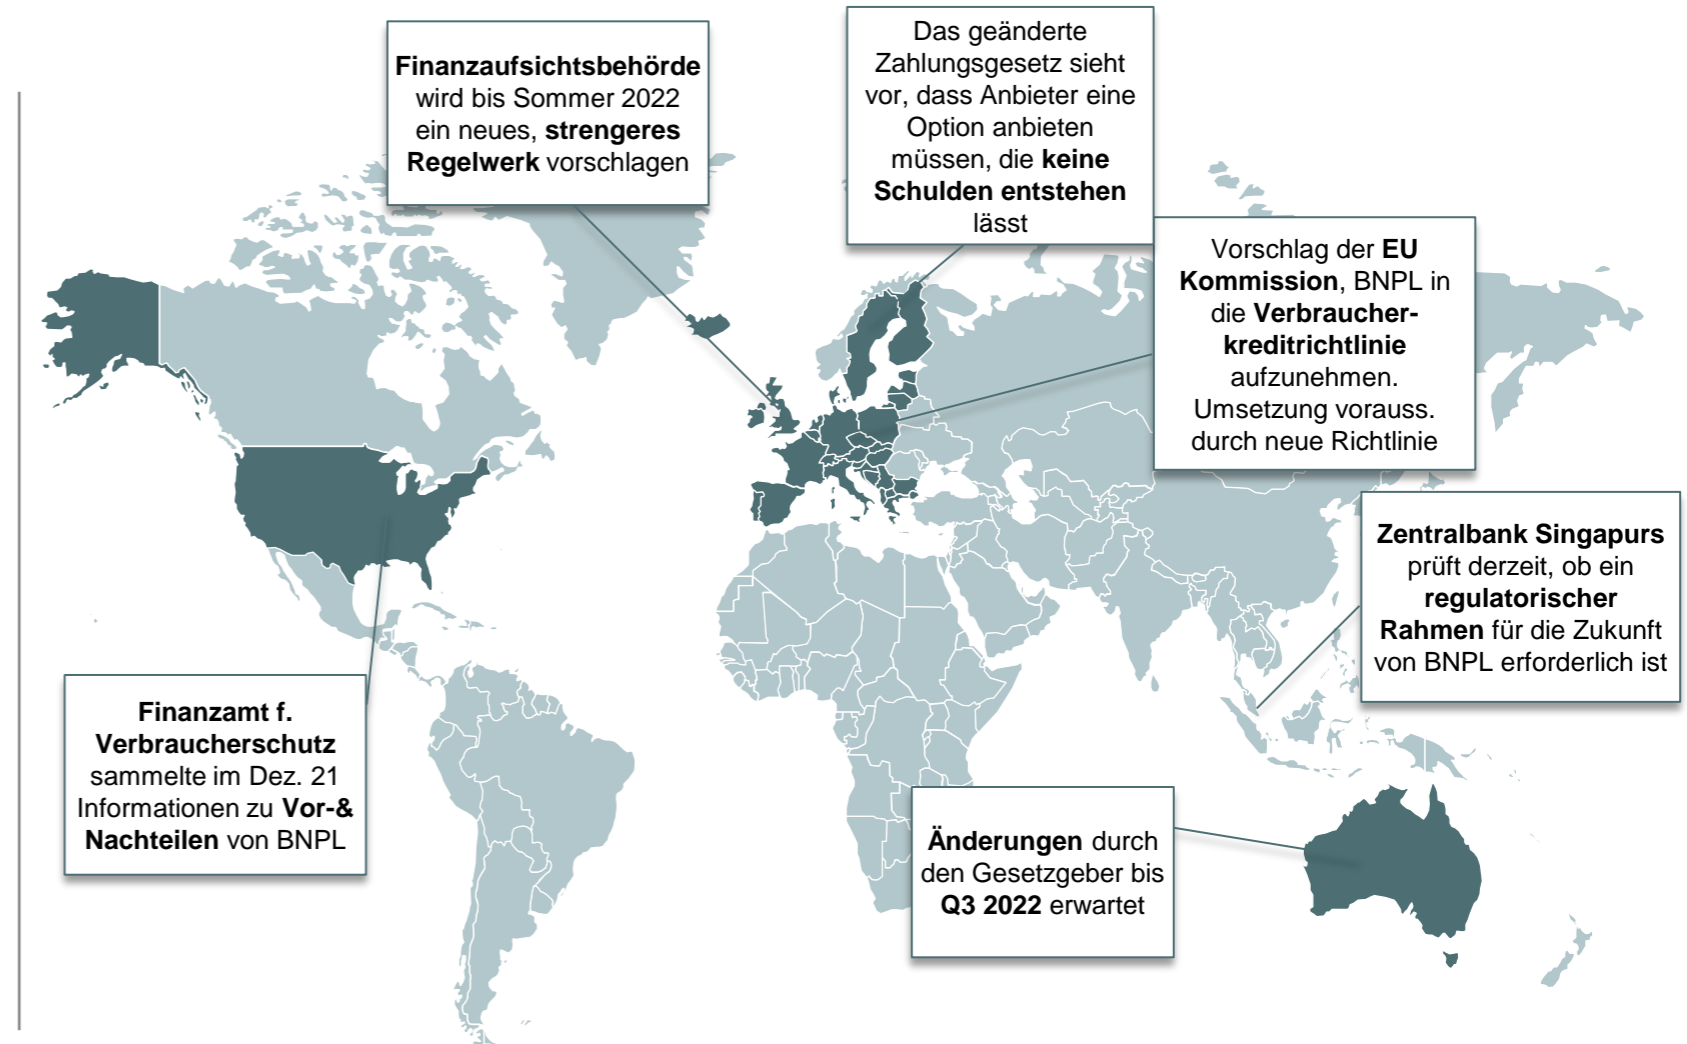 Finanzaufsichtsbehörde
wird bis Sommer 2022
ein neues, strengeres
Regelwerk vorschlagen
Das geänderte
Zahlungsgesetz sieht
vor, dass Anbieter eine
Option anbieten
müssen, die keine
Schulden entstehen
lässt
Vorschlag der EU
Kommission, BNPL in
die Verbraucher-
kreditrichtlinie
aufzunehmen.
Umsetzung vorauss.
durch neue Richtlinie
Zentralbank Singapurs
prüft derzeit, ob ein
regulatorischer
Rahmen für die Zukunft
von BNPL erforderlich ist
Finanzamt f.
Verbraucherschutz
sammelte im Dez. 21
Informationen zu Vor-&
Nachteilen von BNPL
Änderungen durch
den Gesetzgeber bis
Q3 2022 erwartet